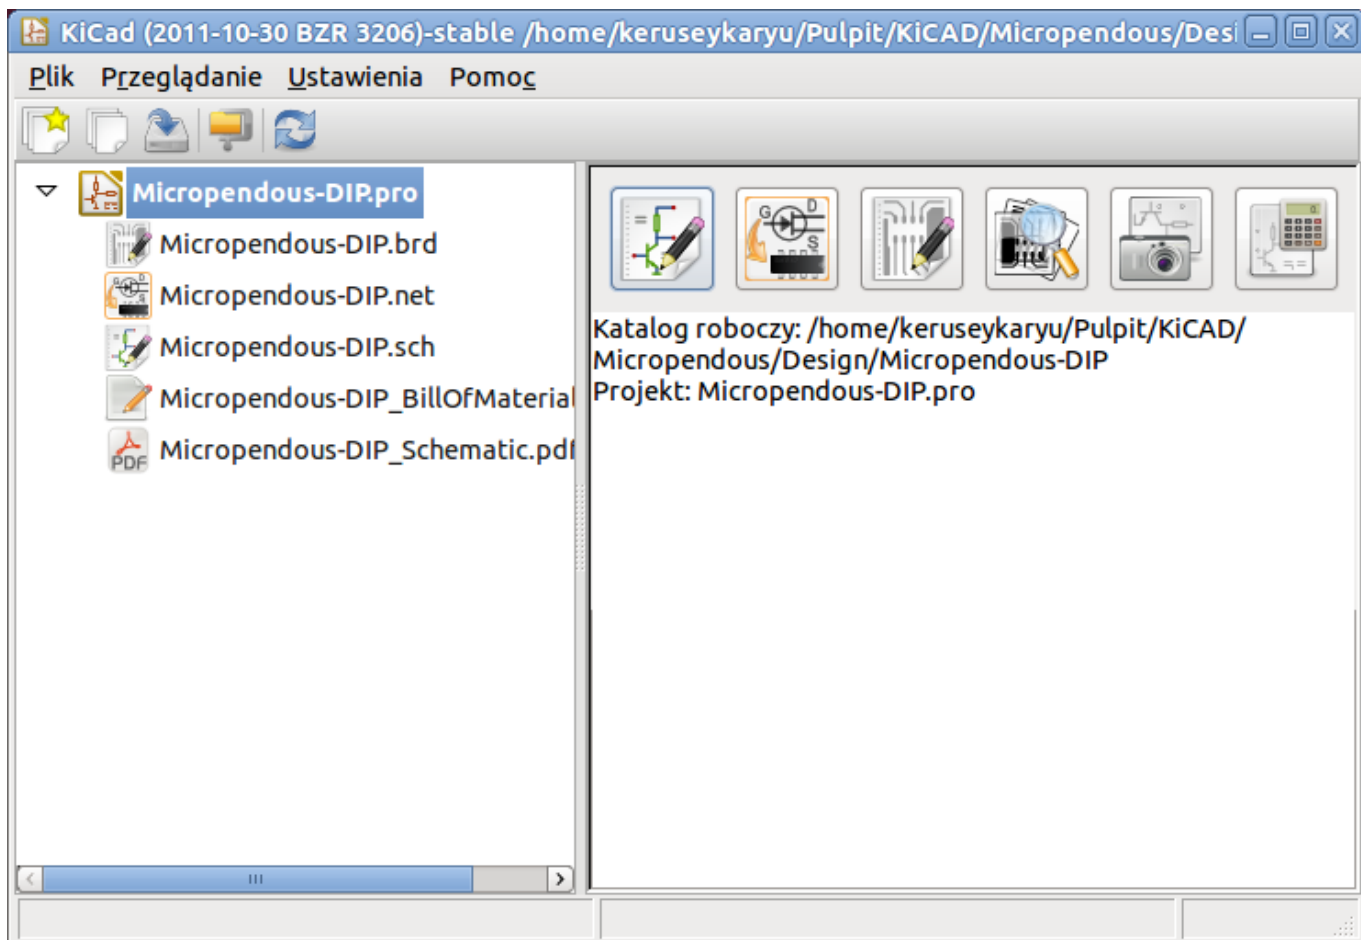 KiCad (2011-10-30 BZR 3206)-stable /home/keruseykaryu/Pulpit/KiCAD/Micropendous/Desi
Plik Przeglądanie Ustawienia Pomoc
Micropendous-DIP.pro
Micropendous-DIP.brd
Micropendous-DIP.net
Micropendous-DIP.sch
Micropendous-DIP_BillOfMaterial
Micropendous-DIP_Schematic.pdf
Katalog roboczy: /home/keruseykaryu/Pulpit/KiCAD/
Micropendous/Design/Micropendous-DIP
Projekt: Micropendous-DIP.pro